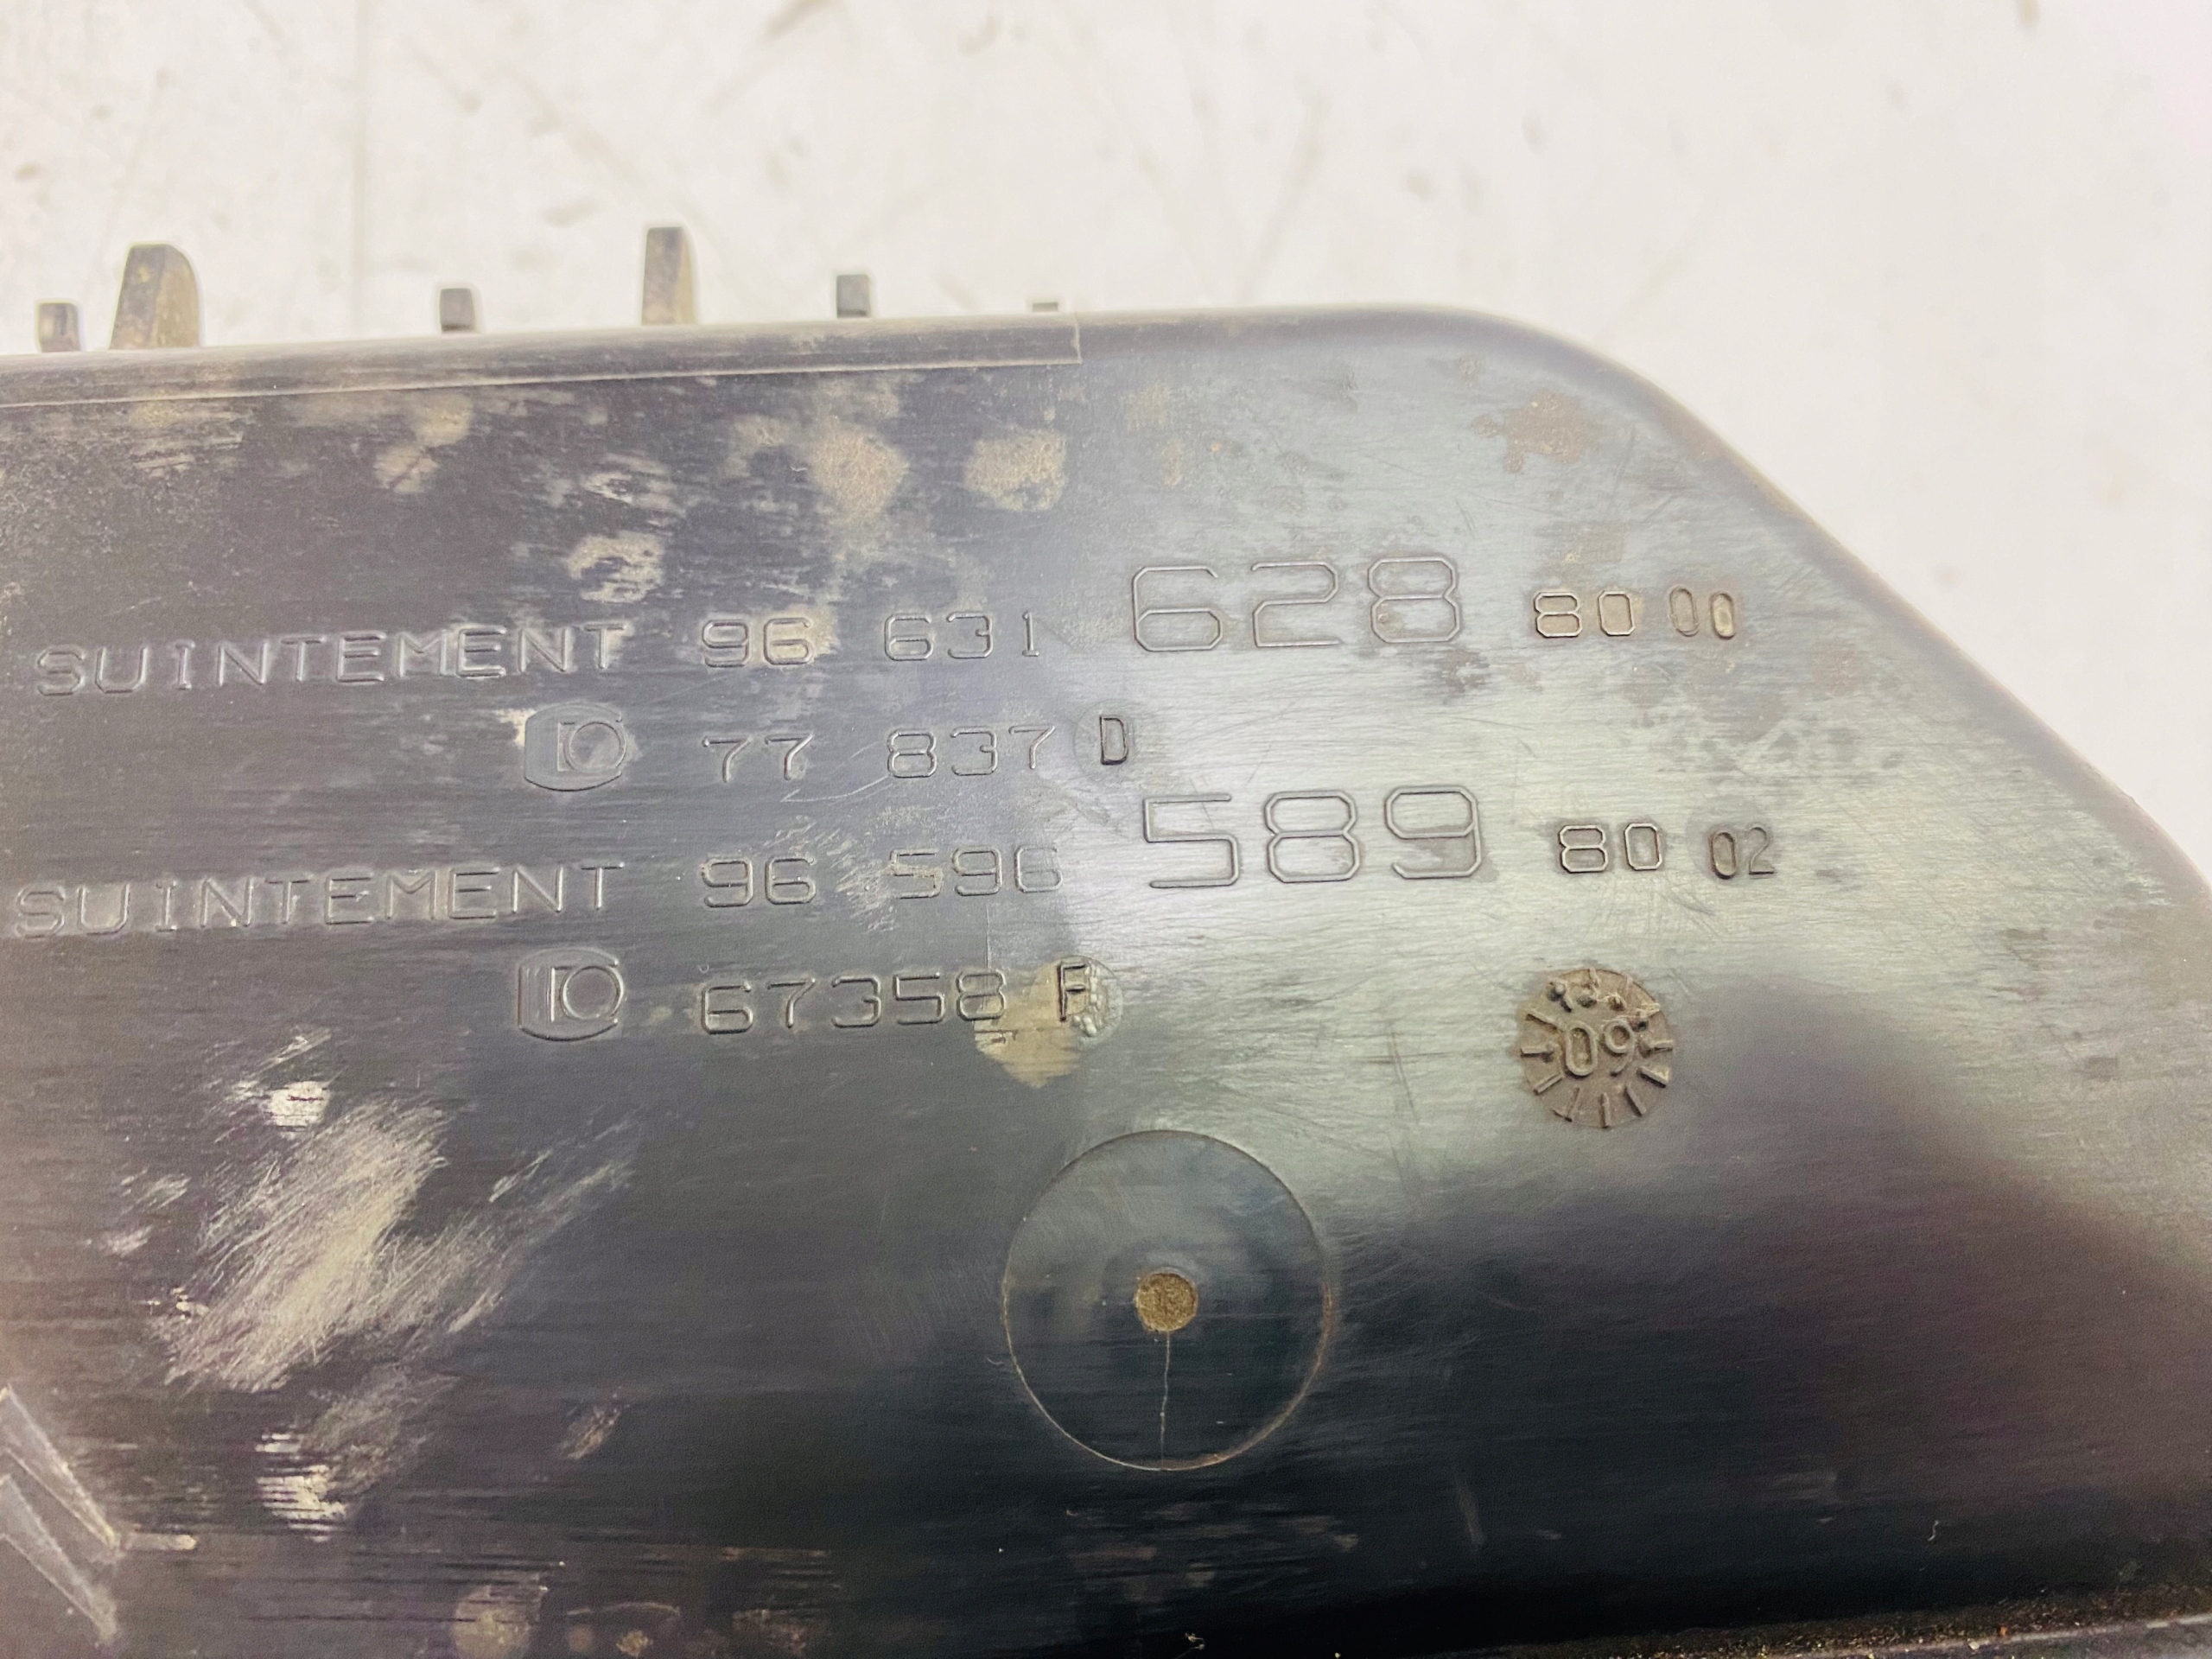 SUINTEMENT 96 631 628 80 00
77 837 D
SUINTEMENT 96 596 589 80 02
67358 F
09